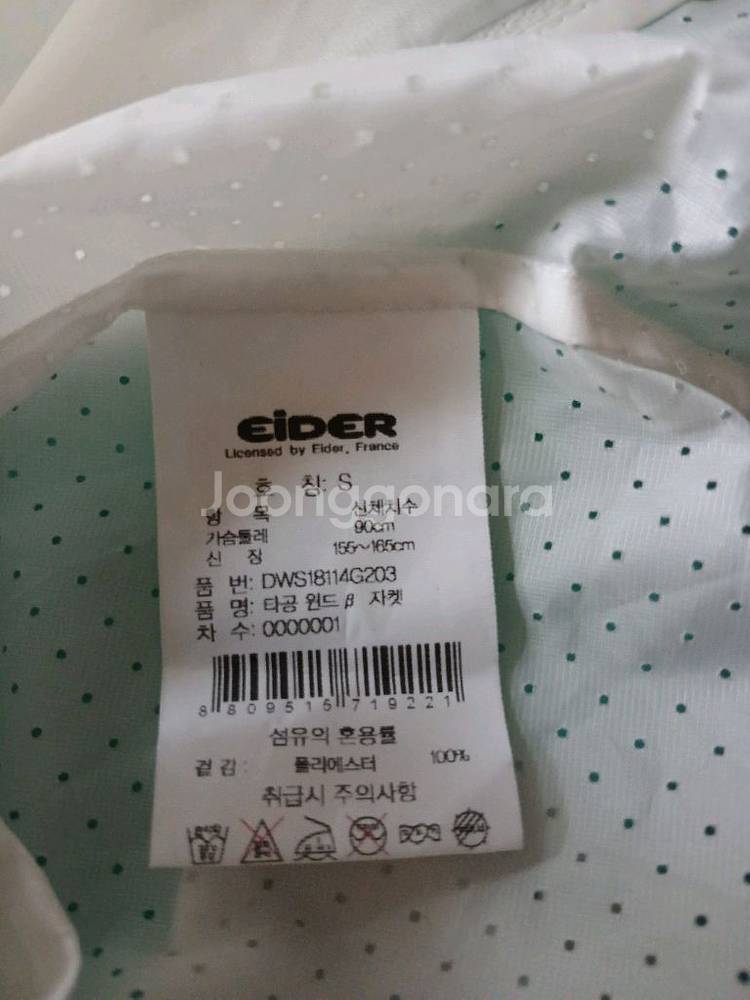 EiDER
Licensed by Eider, France
호 칭: S
항 목 신체치수
가슴둘레 90cm
신 장 155~165cm
품 번: DWS18114G203
품 명: 타공 윈드 β 자켓
차 수: 0000001
8 809515 719221
섬유의 혼용률
겉감: 폴리에스터 100%
취급시 주의사항
Joonggonara